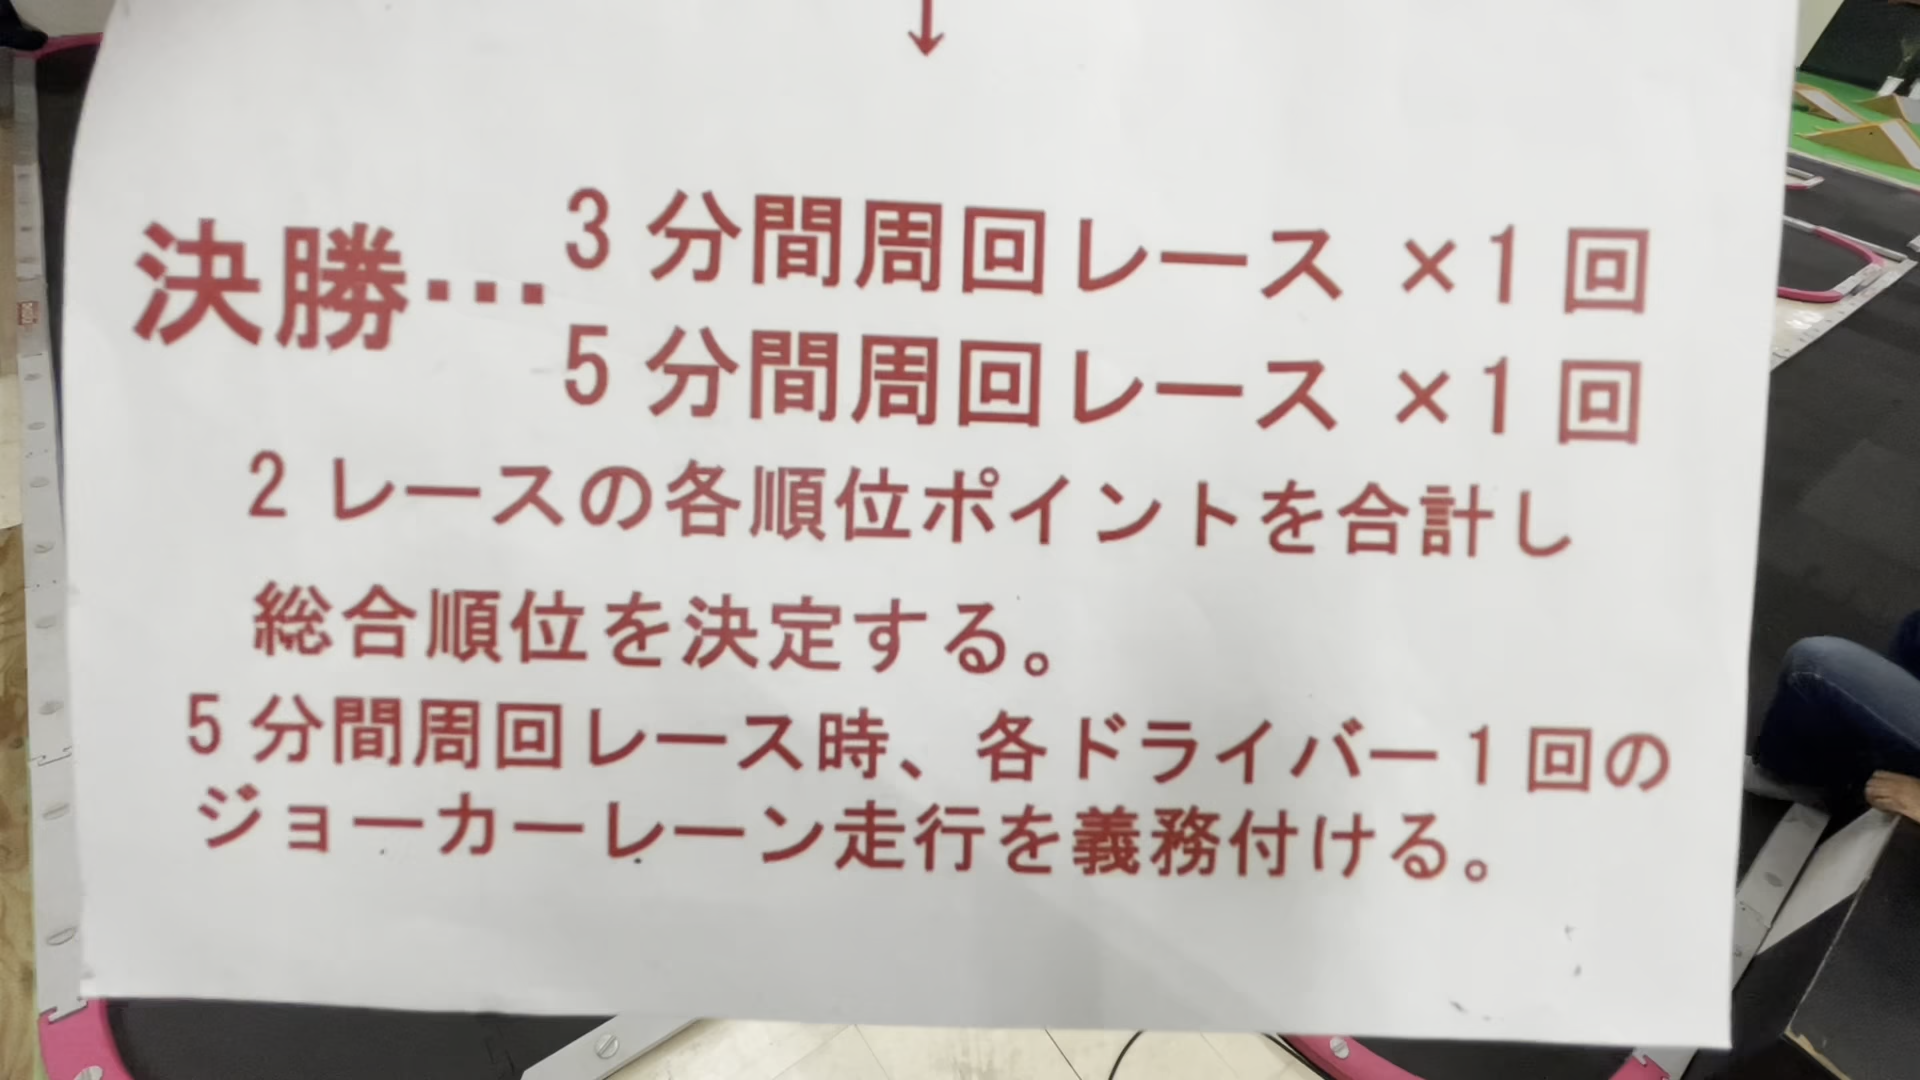 ↓
決勝…3分間周回レース ×1回
5分間周回レース ×1回
2レースの各順位ポイントを合計し
総合順位を決定する。
5分間周回レース時、各ドライバー1回の
ジョーカーレーン走行を義務付ける。